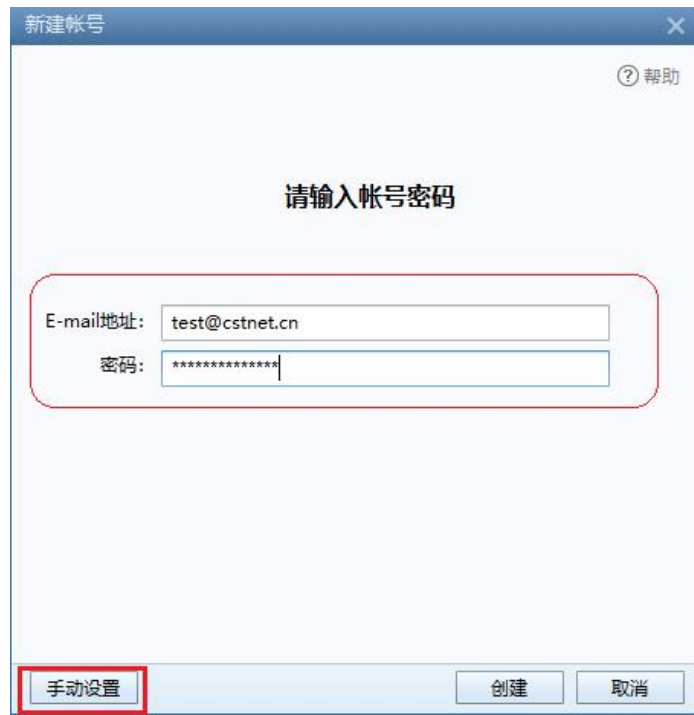 新建帐号
帮助
请输入帐号密码
E-mail地址: test@cstnet.cn
密码: **************
手动设置 创建 取消